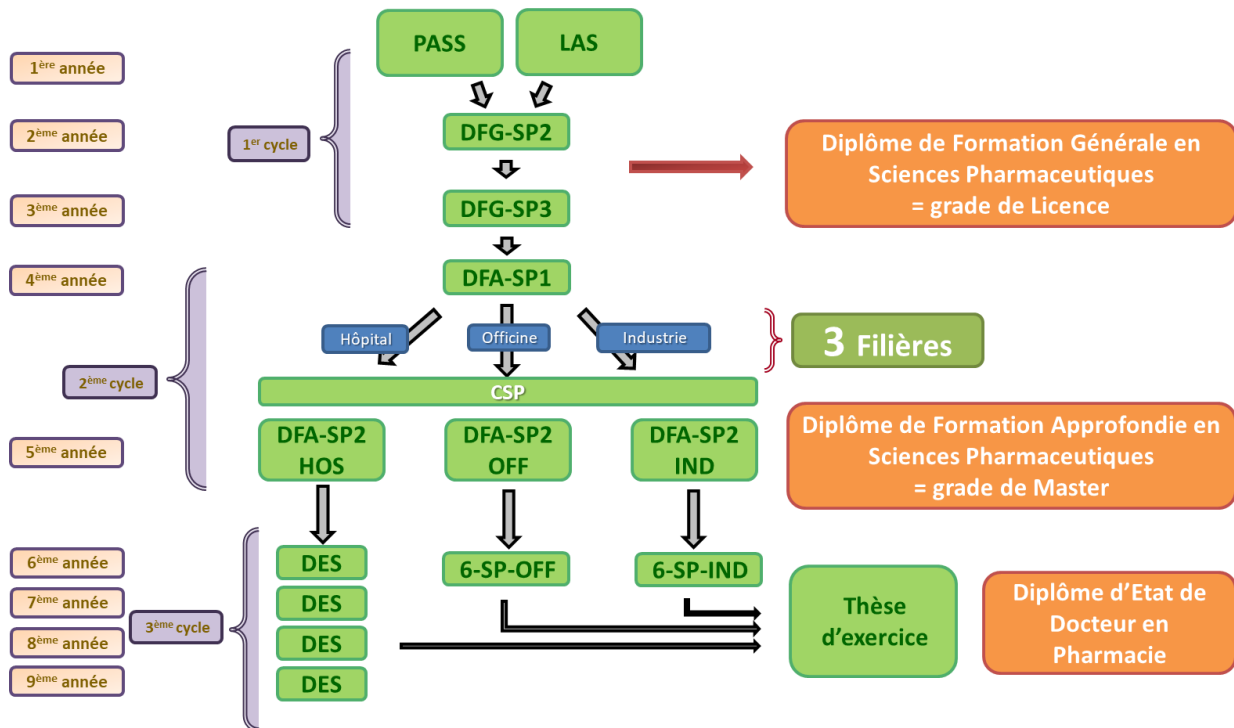 PASS
LAS
1ère année
2ème année
1er cycle
DFG-SP2
Diplôme de Formation Générale en
Sciences Pharmaceutiques
= grade de Licence
3ème année
DFG-SP3
4ème année
DFA-SP1
Hôpital
Officine
Industrie
3 Filières
2ème cycle
CSP
5ème année
DFA-SP2
HOS
DFA-SP2
OFF
DFA-SP2
IND
Diplôme de Formation Approfondie en
Sciences Pharmaceutiques
= grade de Master
6ème année
7ème année
8ème année
9ème année
3ème cycle
DES
DES
DES
DES
6-SP-OFF
6-SP-IND
Thèse
d’exercice
Diplôme d’Etat de
Docteur en
Pharmacie